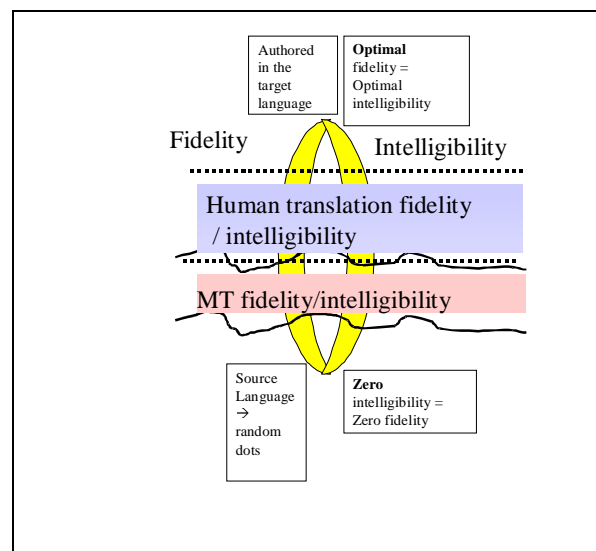 Authored
in the
target
language
Optimal
fidelity =
Optimal
intelligibility
Fidelity
Intelligibility
Human translation fidelity
/ intelligibility
MT fidelity/intelligibility
Source
Language
→
random
dots
Zero
intelligibility =
Zero fidelity